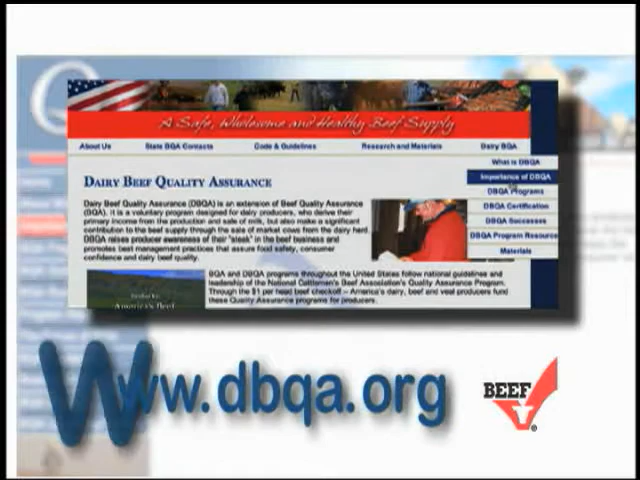 A Safe, Wholesome and Healthy Beef Supply
About Us State BQA Contacts Code & Guidelines Research and Materials Dairy BQA
What is DBQA
Importance of DBQA
DBQA Programs
DBQA Certification
DBQA Successes
DBQA Program Resource
Materials
DAIRY BEEF QUALITY ASSURANCE
Dairy Beef Quality Assurance (DBQA) is an extension of Beef Quality Assurance
(BQA). It is a voluntary program designed for dairy producers, who derive their
primary income from the production and sale of milk, but also make a significant
contribution to the beef supply through the sale of market cows from the dairy herd.
DBQA raises producer awareness of their "steak" in the beef business and
promotes best management practices that assure food safety, consumer
confidence and dairy beef quality.
BQA and DBQA programs throughout the United States follow national guidelines and
leadership of the National Cattlemen's Beef Association's Quality Assurance Program.
Through the $1 per head beef checkoff – America's dairy, beef and veal producers fund
these Quality Assurance programs for producers.
America's Beef
Www.dbqa.org
BEEF
®